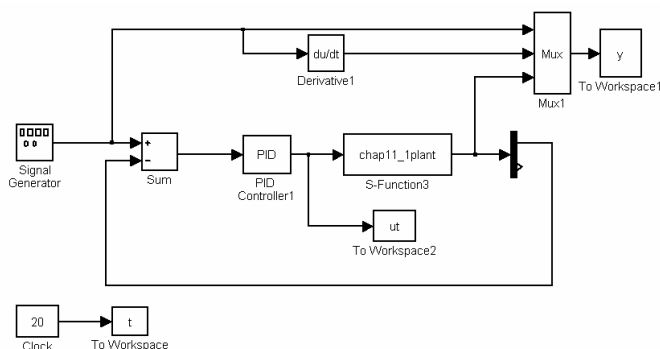 du/dt
Derivative1
Mux
Mux1
y
To Workspace1
Signal
Generator
+
−
Sum
PID
PID
Controller1
chap11_1plant
S-Function3
ut
To Workspace2
20
Clock
t
To Workspace